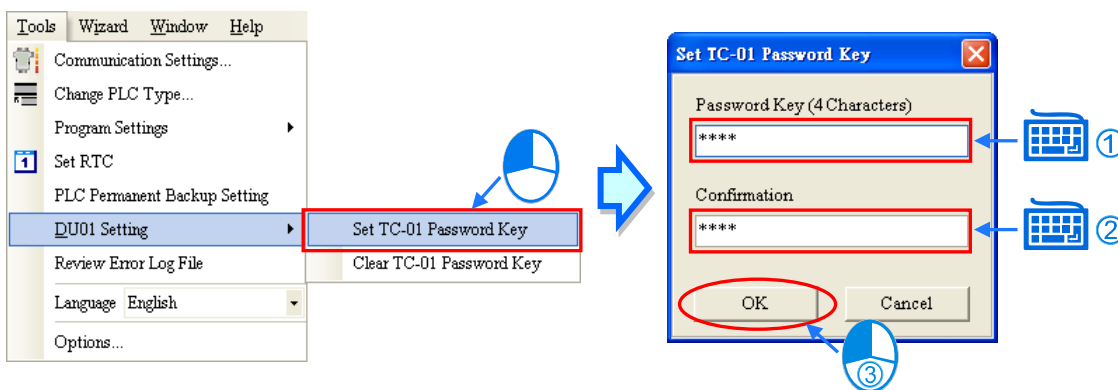 Tools Wizard Window Help
Communication Settings...
Change PLC Type...
Program Settings
1 Set RTC
PLC Permanent Backup Setting
DU01 Setting
Set TC-01 Password Key
Review Error Log File
Clear TC-01 Password Key
Language English
Options...
Set TC-01 Password Key
Password Key (4 Characters)
****
①
Confirmation
****
②
OK Cancel
③